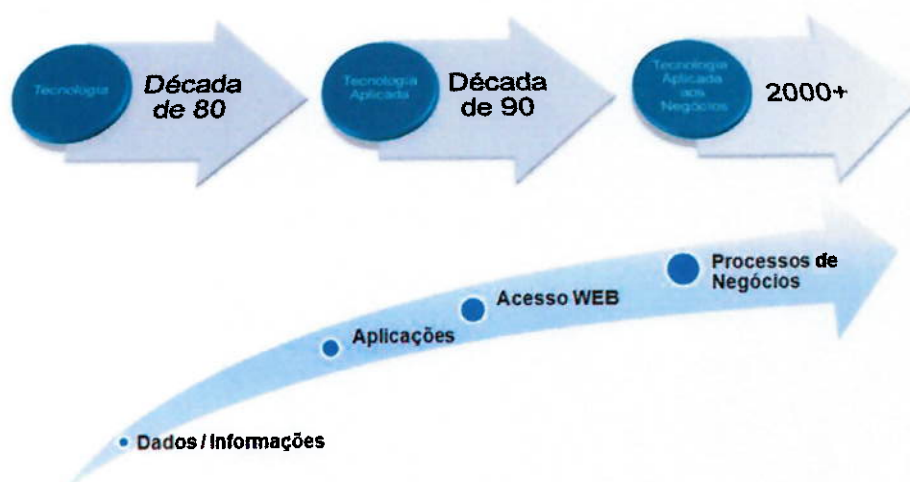 Tecnologia
Década
de 80
Tecnologia
Aplicada
Década
de 90
Tecnologia
Aplicada
aos
Negócios
2000+
Processos de
Negócios
Acesso WEB
Aplicações
Dados / Informações